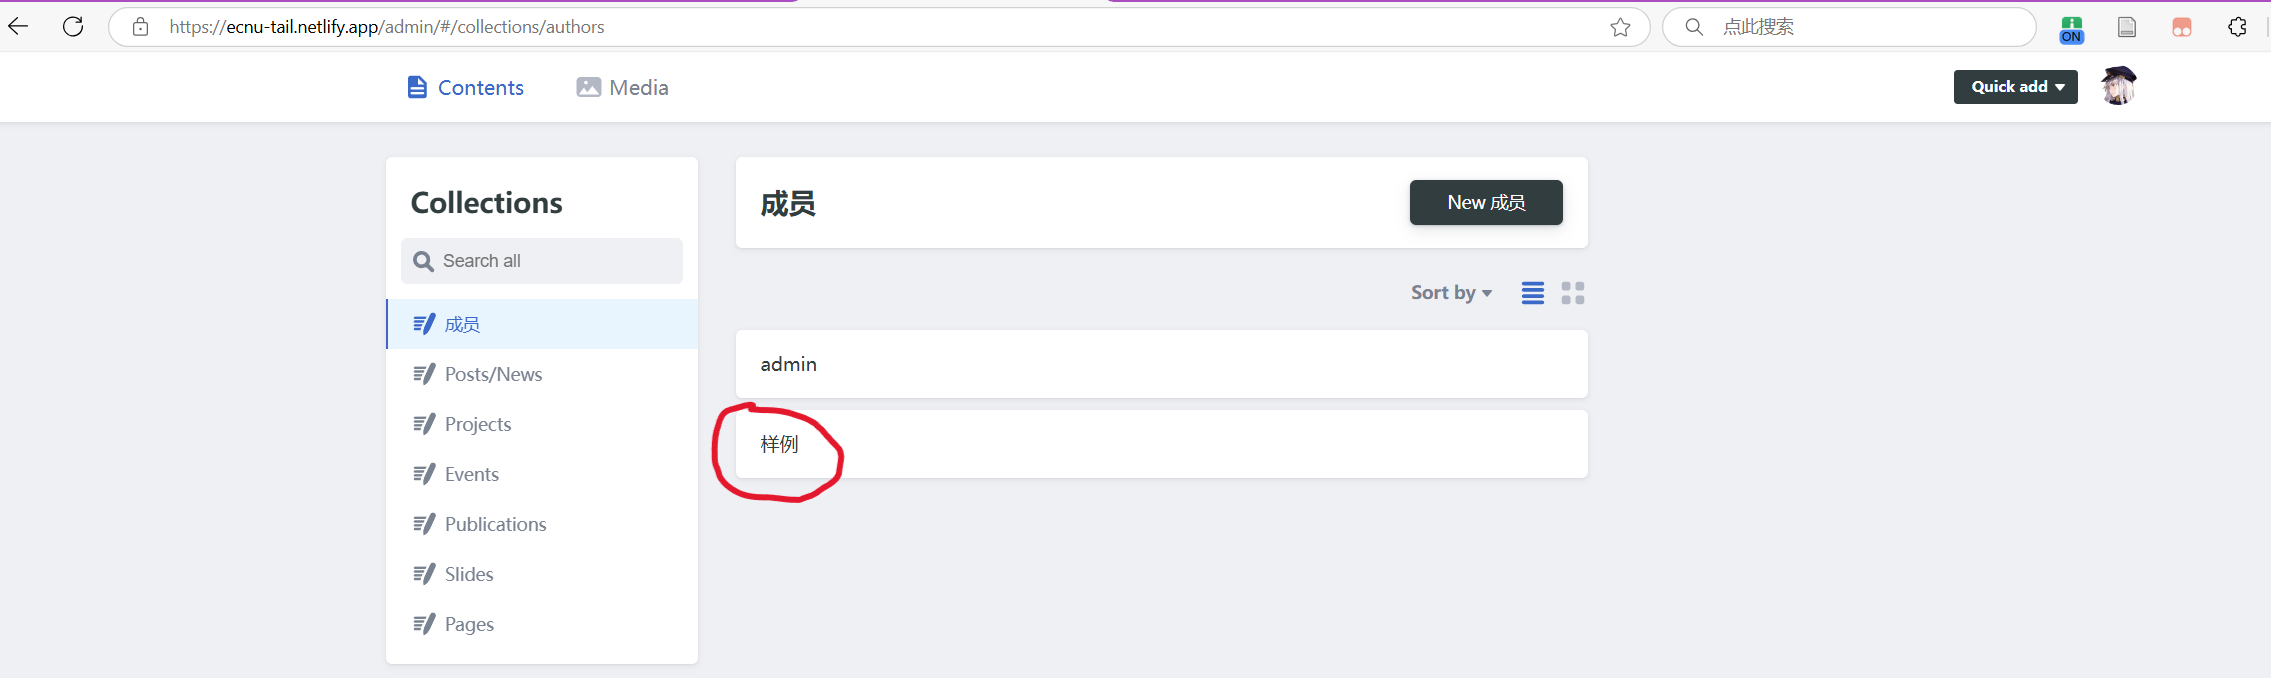 https://ecnu-tail.netlify.app/admin/#/collections/authors
点此搜索
ON
Contents
Media
Quick add
Collections
Search all
成员
Posts/News
Projects
Events
Publications
Slides
Pages
成员
New 成员
Sort by
admin
样例